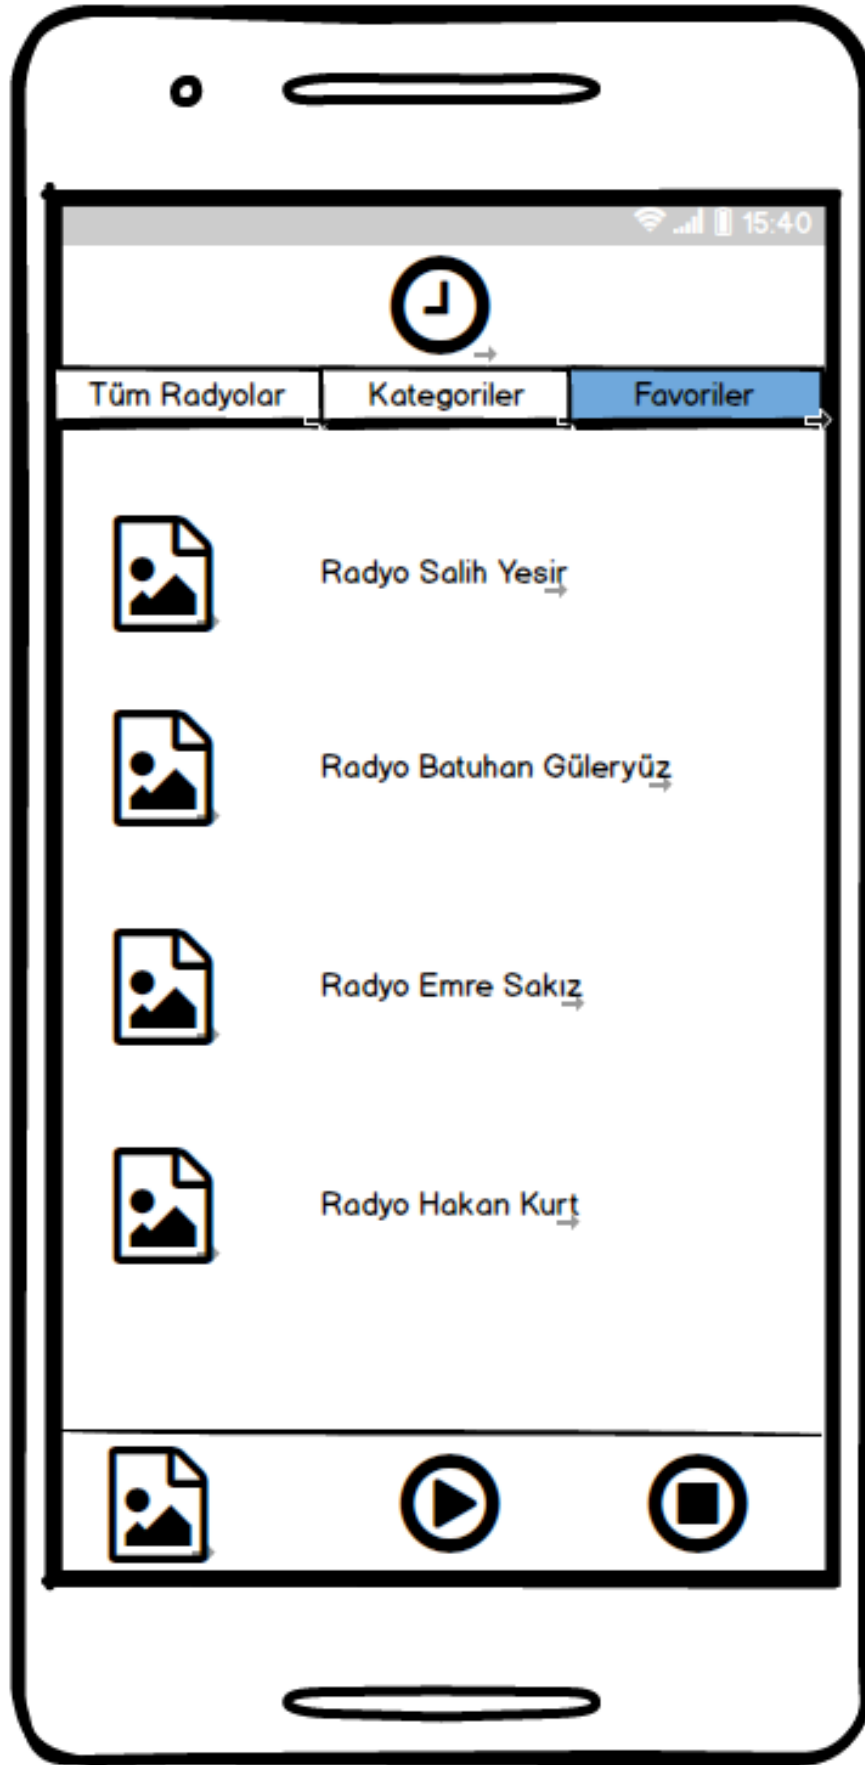 15:40
Tüm Radyolar Kategoriler Favoriler
Radyo Salih Yesir
Radyo Batuhan Güleryüz
Radyo Emre Sakız
Radyo Hakan Kurt